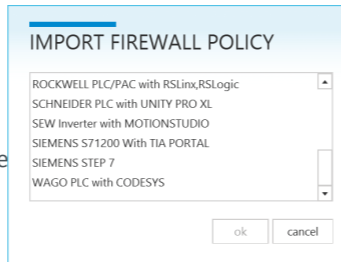 IMPORT FIREWALL POLICY
ROCKWELL PLC/PAC with RSLinx,RSLogic
SCHNEIDER PLC with UNITY PRO XL
SEW Inverter with MOTIONSTUDIO
SIEMENS S71200 With TIA PORTAL
SIEMENS STEP 7
WAGO PLC with CODESYS
ok cancel